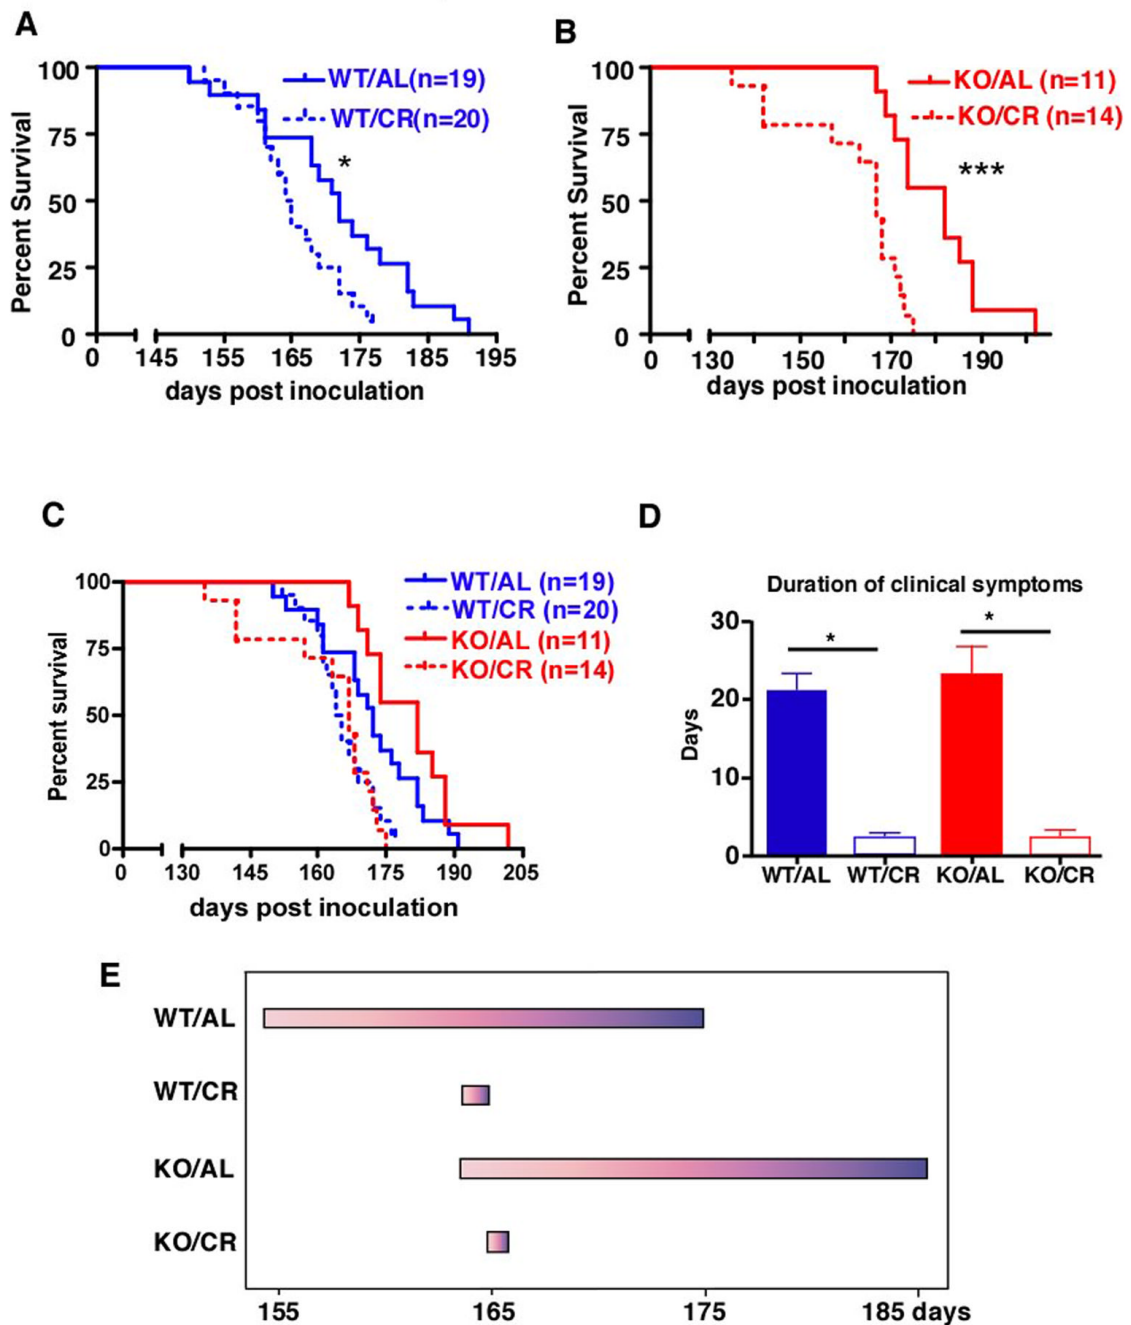 A
Percent Survival
100
75
50
25
0
WT/AL(n=19)
WT/CR(n=20)
*
0 145 155 165 175 185 195
days post inoculation
B
Percent Survival
100
75
50
25
0
KO/AL (n=11)
KO/CR (n=14)
***
0 130 150 170 190
days post inoculation
C
Percent survival
100
75
50
25
0
WT/AL (n=19)
WT/CR (n=20)
KO/AL (n=11)
KO/CR (n=14)
0 130 145 160 175 190 205
days post inoculation
D
Duration of clinical symptoms
Days
30
20
10
0
* *
WT/AL WT/CR KO/AL KO/CR
E
WT/AL
WT/CR
KO/AL
KO/CR
155 165 175 185 days